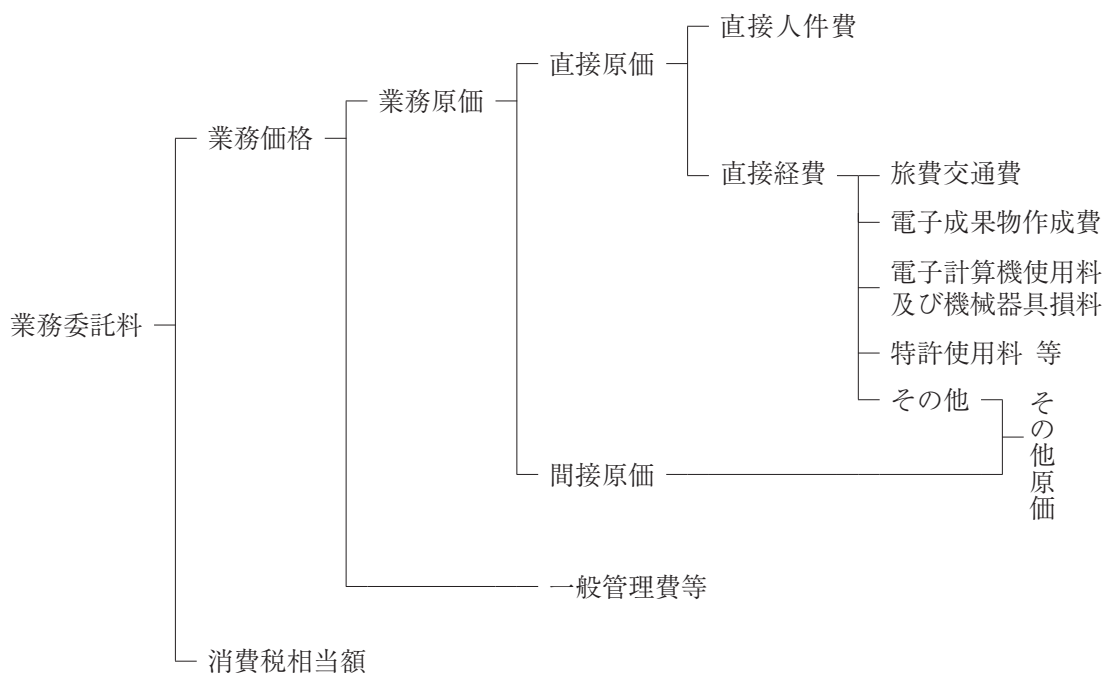 直接人件費
直接原価
業務原価
業務価格
直接経費
旅費交通費
電子成果物作成費
電子計算機使用料
及び機械器具損料
業務委託料
特許使用料 等
その他
その他原価
間接原価
一般管理費等
消費税相当額